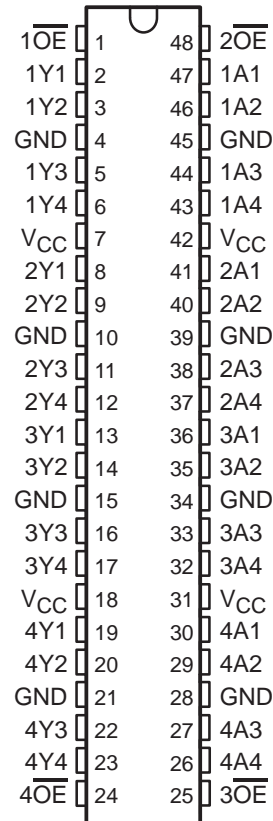 1O̅E̅ 1 48 2O̅E̅
1Y1 2 47 1A1
1Y2 3 46 1A2
GND 4 45 GND
1Y3 5 44 1A3
1Y4 6 43 1A4
VCC 7 42 VCC
2Y1 8 41 2A1
2Y2 9 40 2A2
GND 10 39 GND
2Y3 11 38 2A3
2Y4 12 37 2A4
3Y1 13 36 3A1
3Y2 14 35 3A2
GND 15 34 GND
3Y3 16 33 3A3
3Y4 17 32 3A4
VCC 18 31 VCC
4Y1 19 30 4A1
4Y2 20 29 4A2
GND 21 28 GND
4Y3 22 27 4A3
4Y4 23 26 4A4
4O̅E̅ 24 25 3O̅E̅